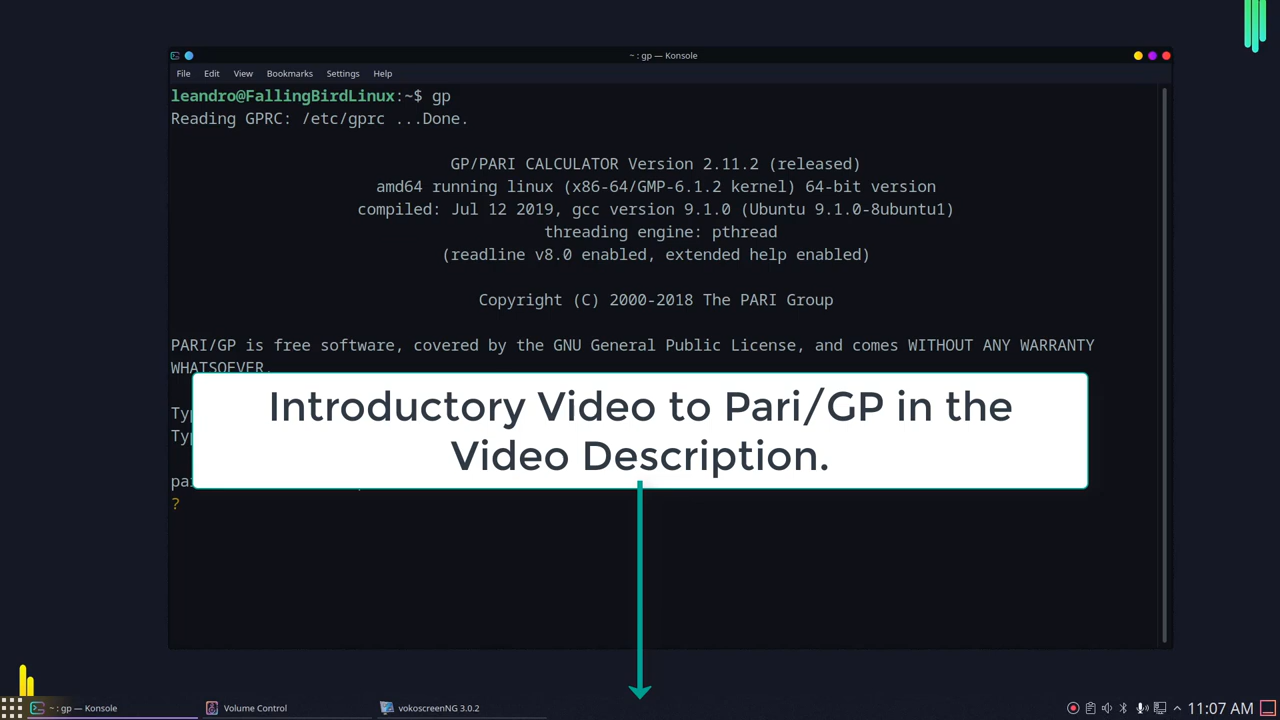 ~ : gp — Konsole
File Edit View Bookmarks Settings Help
leandro@FallingBirdLinux:~$ gp
Reading GPRC: /etc/gprc ...Done.
GP/PARI CALCULATOR Version 2.11.2 (released)
amd64 running linux (x86-64/GMP-6.1.2 kernel) 64-bit version
compiled: Jul 12 2019, gcc version 9.1.0 (Ubuntu 9.1.0-8ubuntu1)
threading engine: pthread
(readline v8.0 enabled, extended help enabled)
Copyright (C) 2000-2018 The PARI Group
PARI/GP is free software, covered by the GNU General Public License, and comes WITHOUT ANY WARRANTY
WHATSOEVER.
Introductory Video to Pari/GP in the
Video Description.
?
~ : gp — Konsole Volume Control vokoscreenNG 3.0.2 11:07 AM